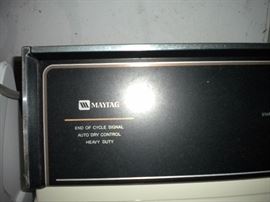 MAYTAG
END OF CYCLE SIGNAL
AUTO DRY CONTROL
HEAVY DUTY